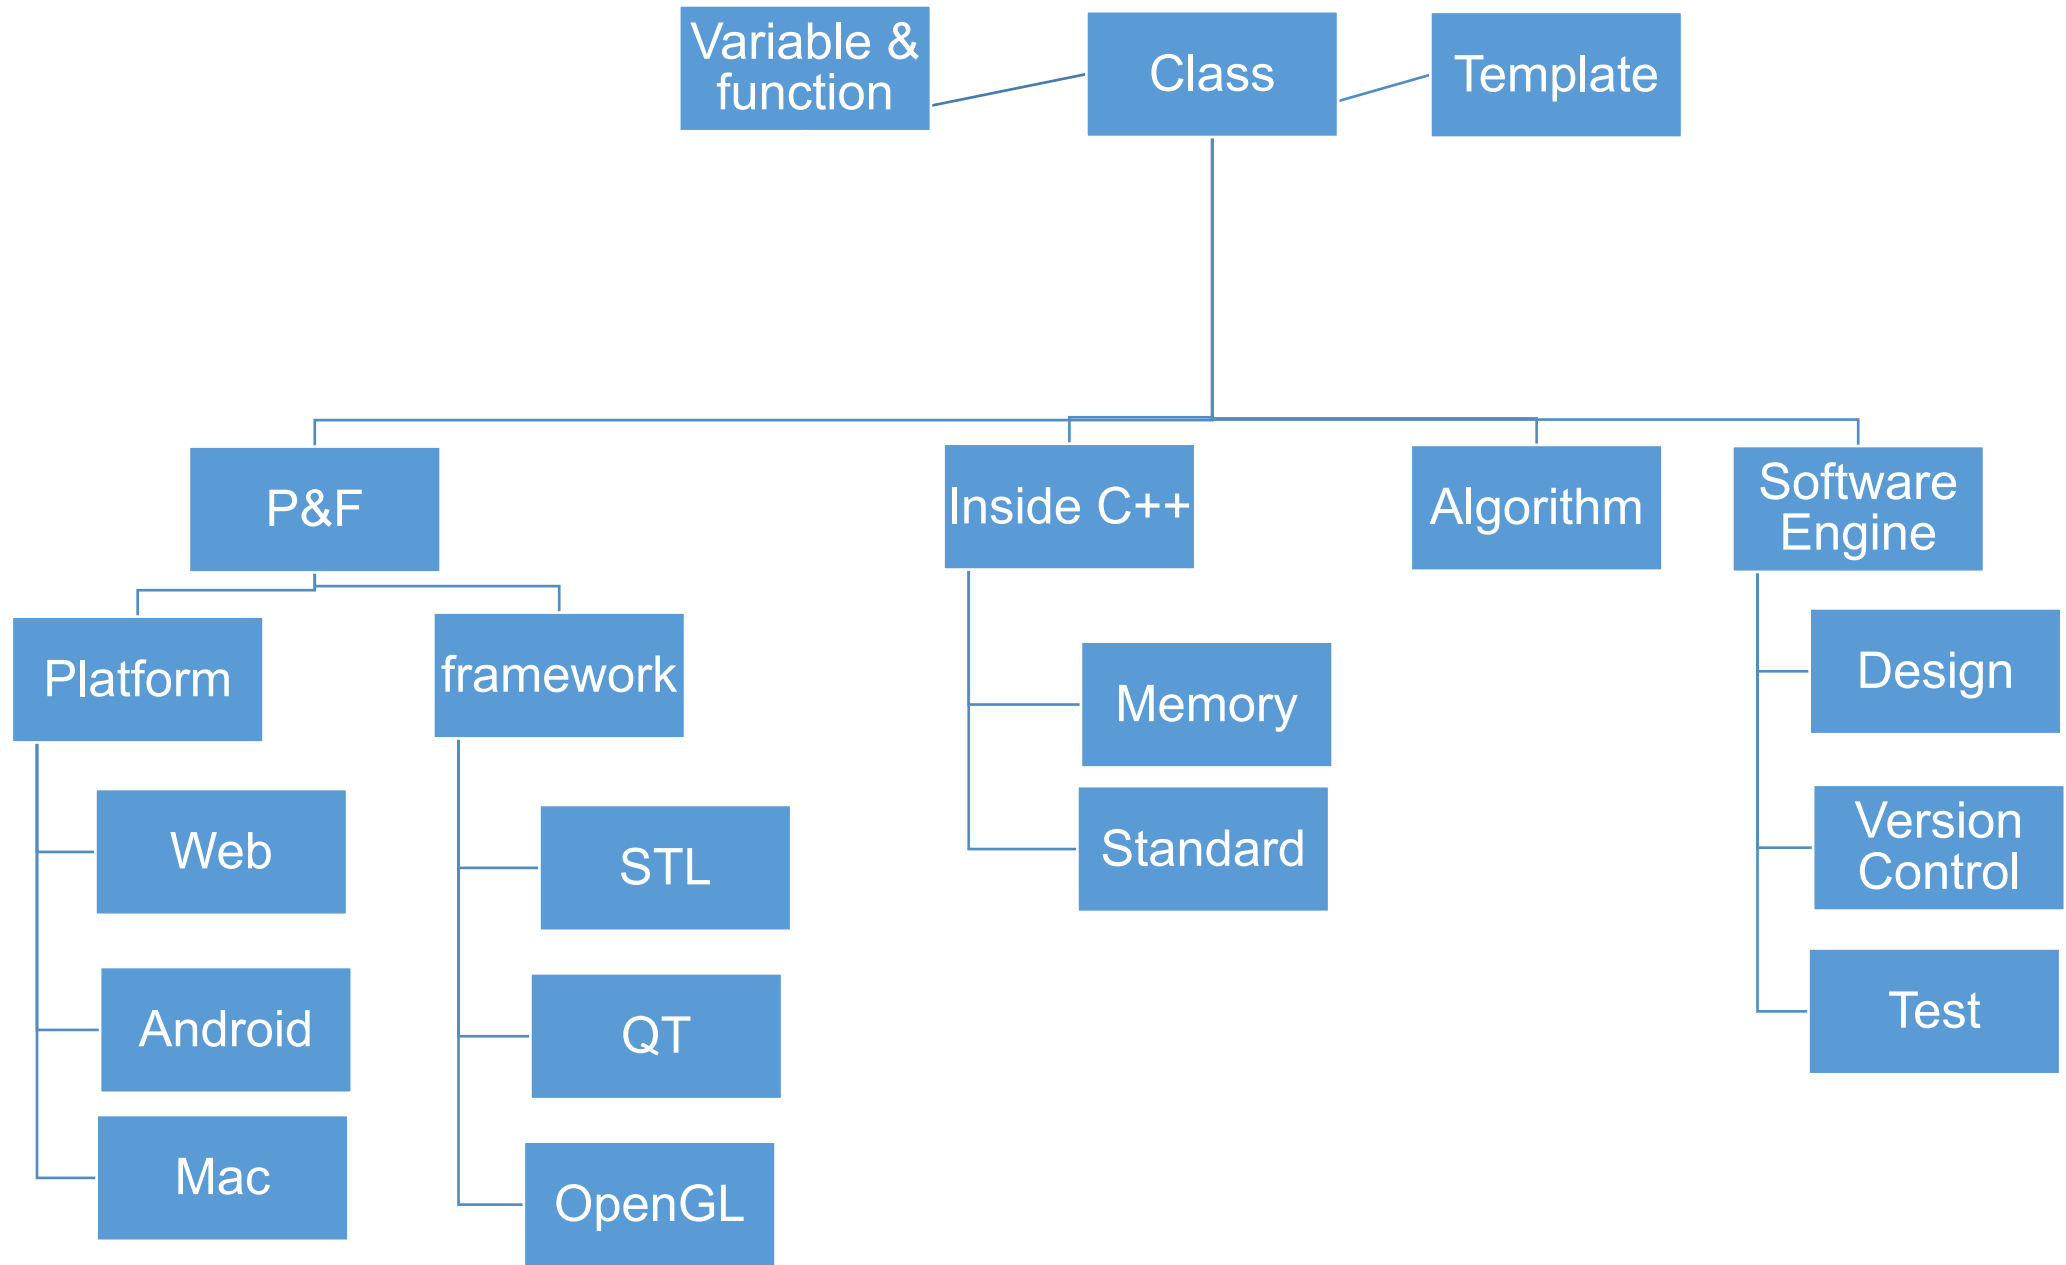 Variable &
function
Class
Template
P&F
Inside C++
Algorithm
Software
Engine
Platform
framework
Memory
Design
Web
STL
Standard
Version
Control
Android
QT
Test
Mac
OpenGL